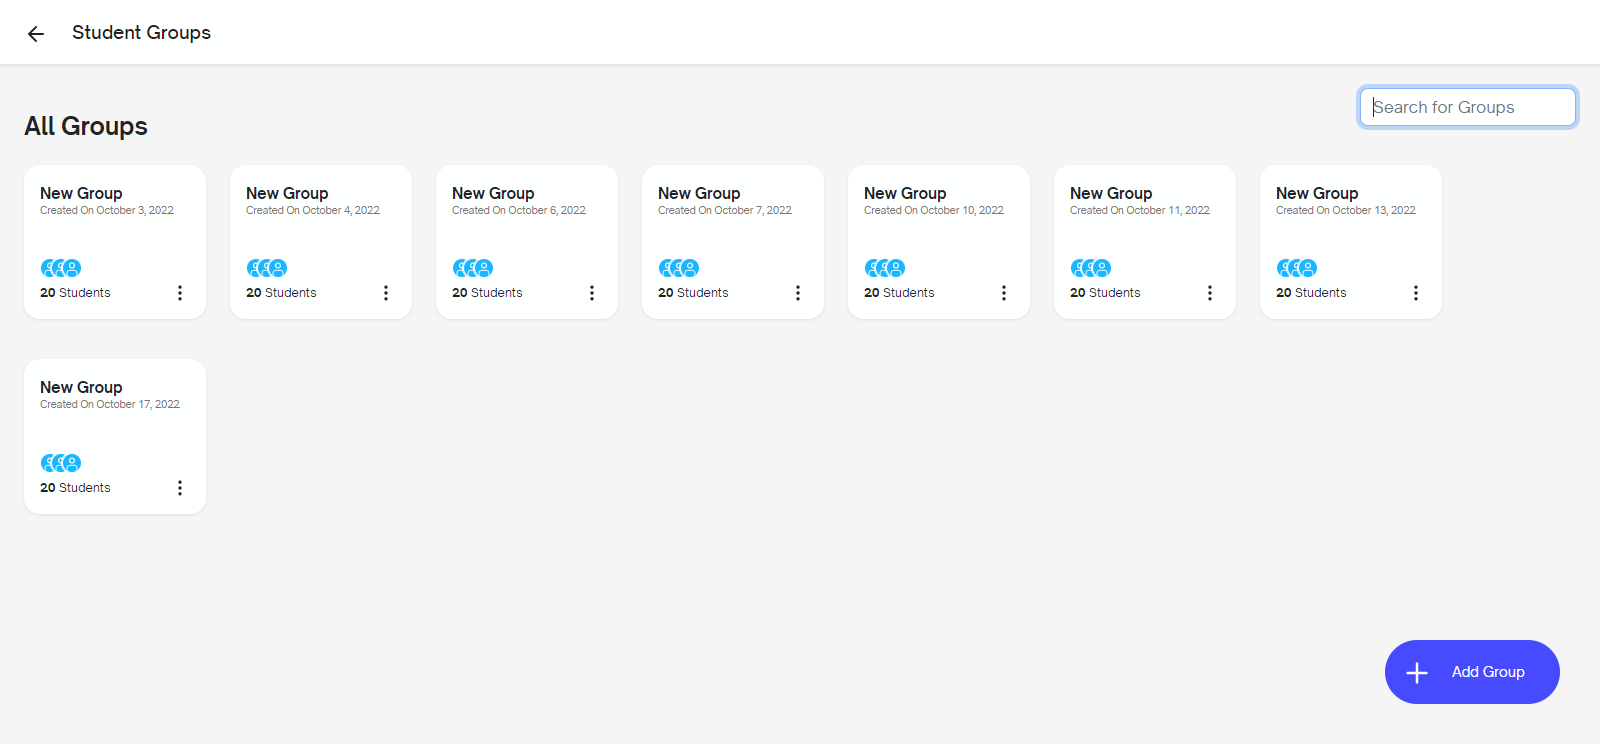 Student Groups
Search for Groups
All Groups
New Group
Created On October 3, 2022
20 Students
New Group
Created On October 4, 2022
20 Students
New Group
Created On October 6, 2022
20 Students
New Group
Created On October 7, 2022
20 Students
New Group
Created On October 10, 2022
20 Students
New Group
Created On October 11, 2022
20 Students
New Group
Created On October 13, 2022
20 Students
New Group
Created On October 17, 2022
20 Students
Add Group